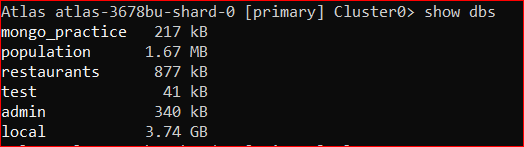 Atlas atlas-3678bu-shard-0 [primary] Cluster0> show dbs
mongo_practice 217 kB
population 1.67 MB
restaurants 877 kB
test 41 kB
admin 340 kB
local 3.74 GB